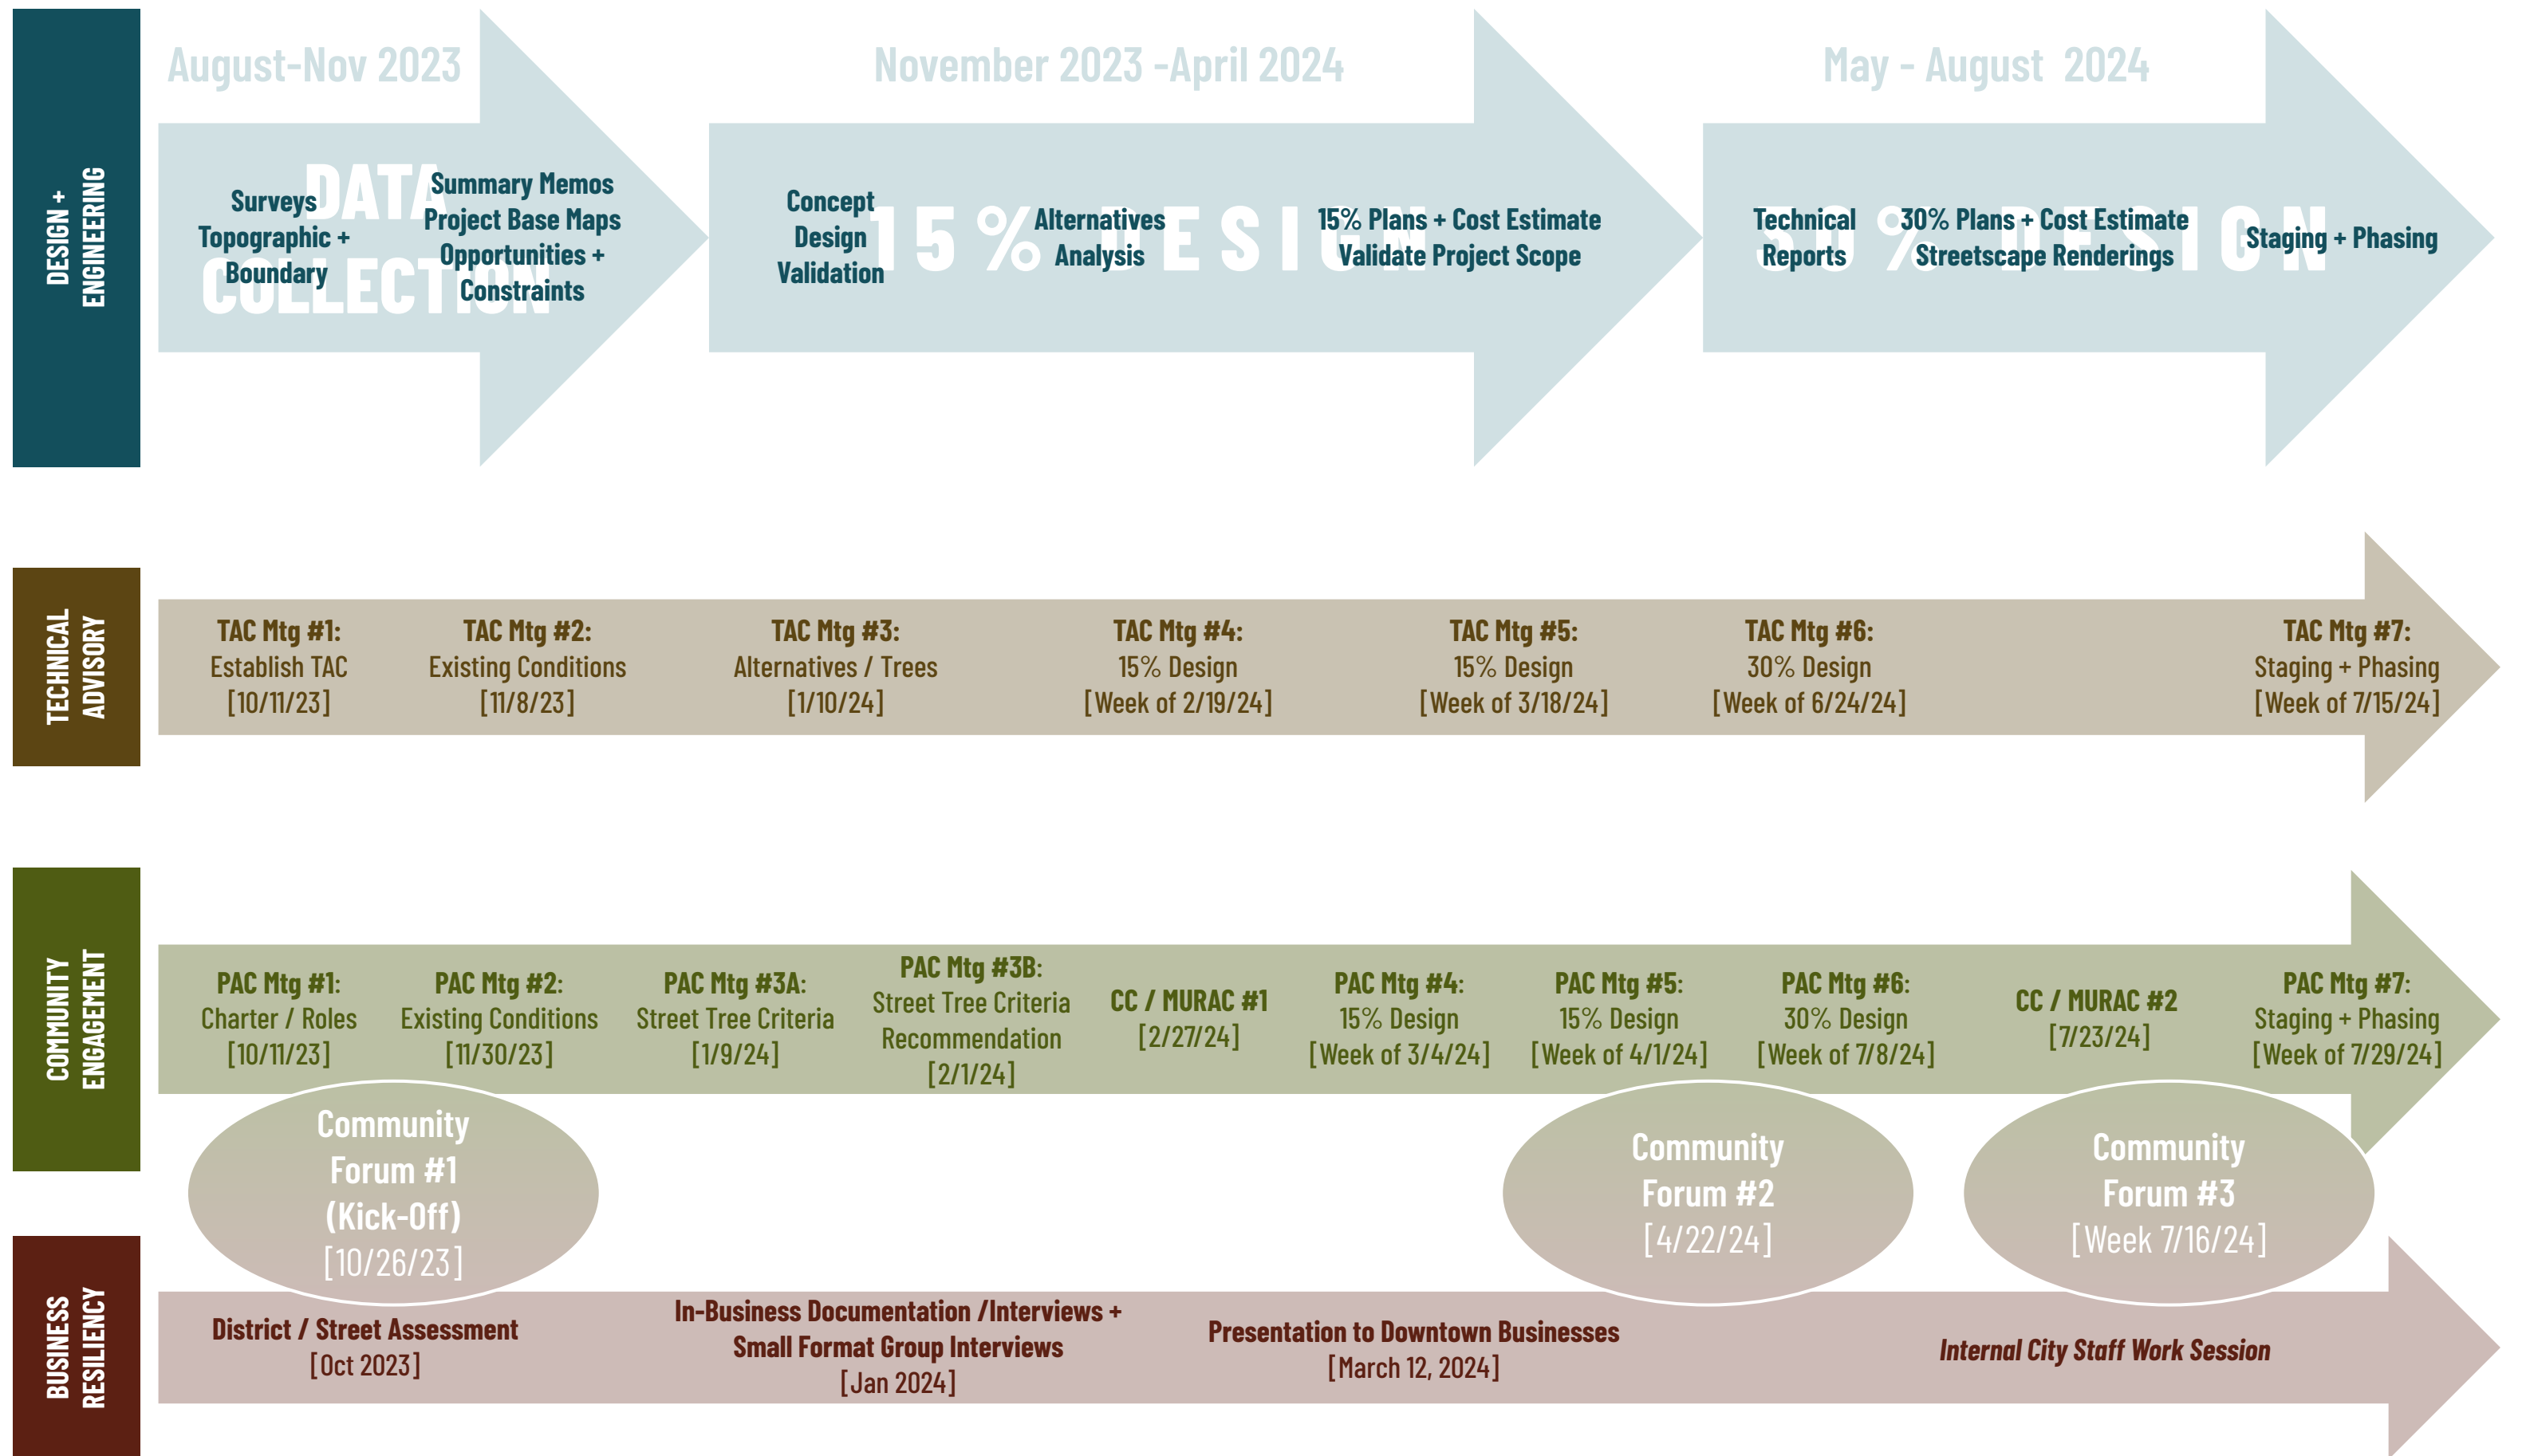 DESIGN +
ENGINEERING
August-Nov 2023
DATA
COLLECTION
Surveys
Topographic +
Boundary
Summary Memos
Project Base Maps
Opportunities +
Constraints
November 2023 -April 2024
15% DESIGN
Concept
Design
Validation
Alternatives
Analysis
15% Plans + Cost Estimate
Validate Project Scope
May - August 2024
30% DESIGN
Technical
Reports
30% Plans + Cost Estimate
Streetscape Renderings
Staging + Phasing
TECHNICAL
ADVISORY
TAC Mtg #1:
Establish TAC
[10/11/23]
TAC Mtg #2:
Existing Conditions
[11/8/23]
TAC Mtg #3:
Alternatives / Trees
[1/10/24]
TAC Mtg #4:
15% Design
[Week of 2/19/24]
TAC Mtg #5:
15% Design
[Week of 3/18/24]
TAC Mtg #6:
30% Design
[Week of 6/24/24]
TAC Mtg #7:
Staging + Phasing
[Week of 7/15/24]
COMMUNITY
ENGAGEMENT
PAC Mtg #1:
Charter / Roles
[10/11/23]
PAC Mtg #2:
Existing Conditions
[11/30/23]
PAC Mtg #3A:
Street Tree Criteria
[1/9/24]
PAC Mtg #3B:
Street Tree Criteria
Recommendation
[2/1/24]
CC / MURAC #1
[2/27/24]
PAC Mtg #4:
15% Design
[Week of 3/4/24]
PAC Mtg #5:
15% Design
[Week of 4/1/24]
PAC Mtg #6:
30% Design
[Week of 7/8/24]
CC / MURAC #2
[7/23/24]
PAC Mtg #7:
Staging + Phasing
[Week of 7/29/24]
Community
Forum #1
(Kick-Off)
[10/26/23]
Community
Forum #2
[4/22/24]
Community
Forum #3
[Week 7/16/24]
BUSINESS
RESILIENCY
District / Street Assessment
[Oct 2023]
In-Business Documentation /Interviews +
Small Format Group Interviews
[Jan 2024]
Presentation to Downtown Businesses
[March 12, 2024]
Internal City Staff Work Session